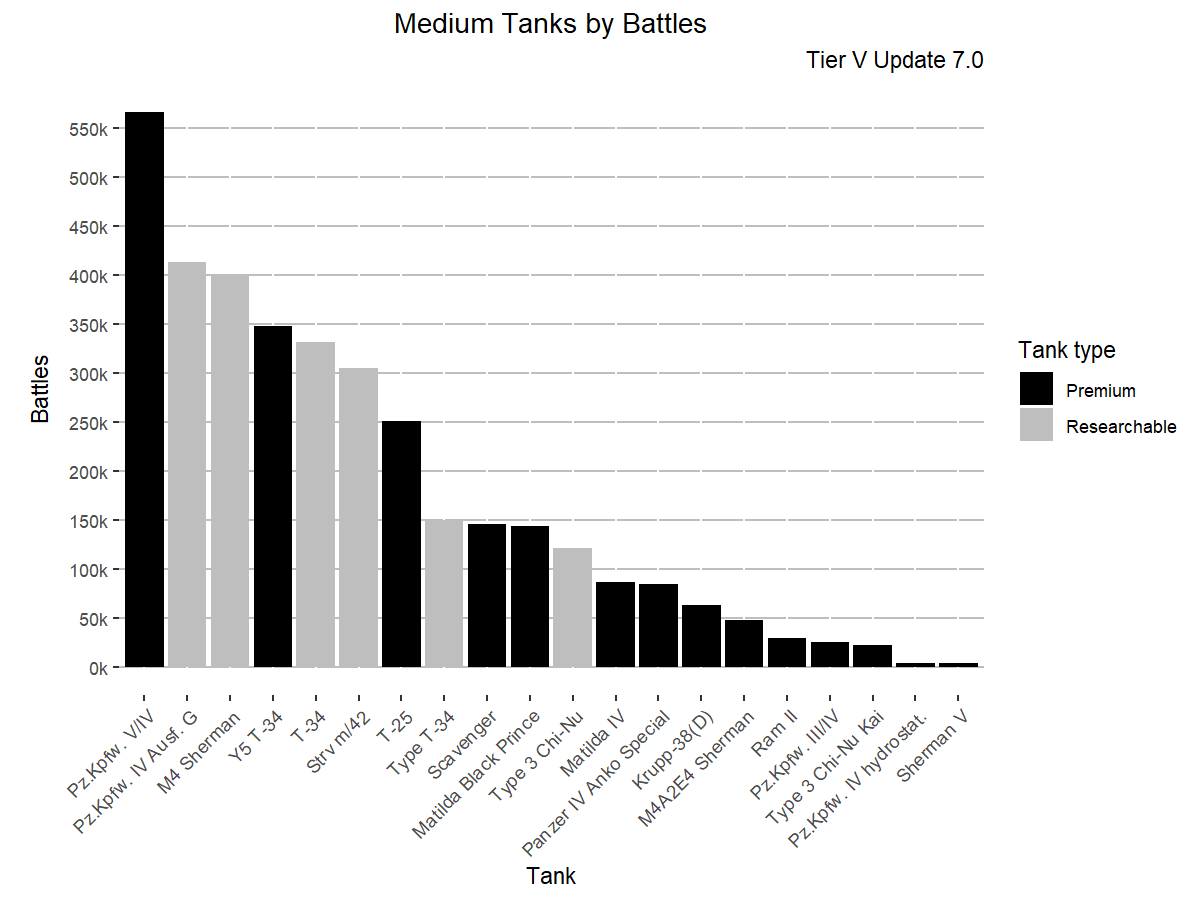 Medium Tanks by Battles
Tier V Update 7.0
550k
500k
450k
400k
350k
300k
250k
200k
150k
100k
50k
0k
Battles
Pz.Kpfw. V/IV
Pz.Kpfw. IV Ausf. G
M4 Sherman
Y5 T-34
T-34
Strv m/42
T-25
Type T-34
Scavenger
Matilda Black Prince
Type 3 Chi-Nu
Matilda IV
Panzer IV Anko Special
Krupp-38(D)
M4A2E4 Sherman
Ram II
Pz.Kpfw. III/IV
Type 3 Chi-Nu Kai
Pz.Kpfw. IV hydrostat.
Sherman V
Tank
Tank type
Premium
Researchable